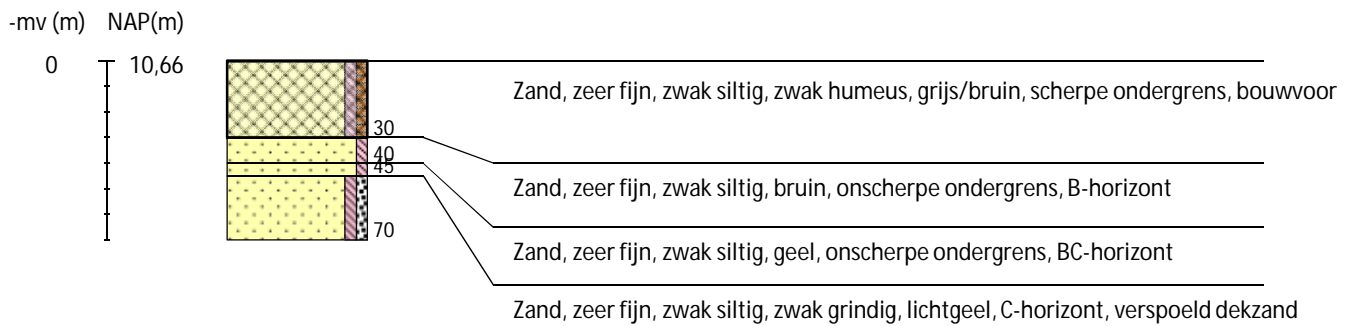 -mv (m) NAP(m)
0 10,66
Zand, zeer fijn, zwak siltig, zwak humeus, grijs/bruin, scherpe ondergrens, bouwvoor
30
40
45
Zand, zeer fijn, zwak siltig, bruin, onscherpe ondergrens, B-horizont
70
Zand, zeer fijn, zwak siltig, geel, onscherpe ondergrens, BC-horizont
Zand, zeer fijn, zwak siltig, zwak grindig, lichtgeel, C-horizont, verspoeld dekzand